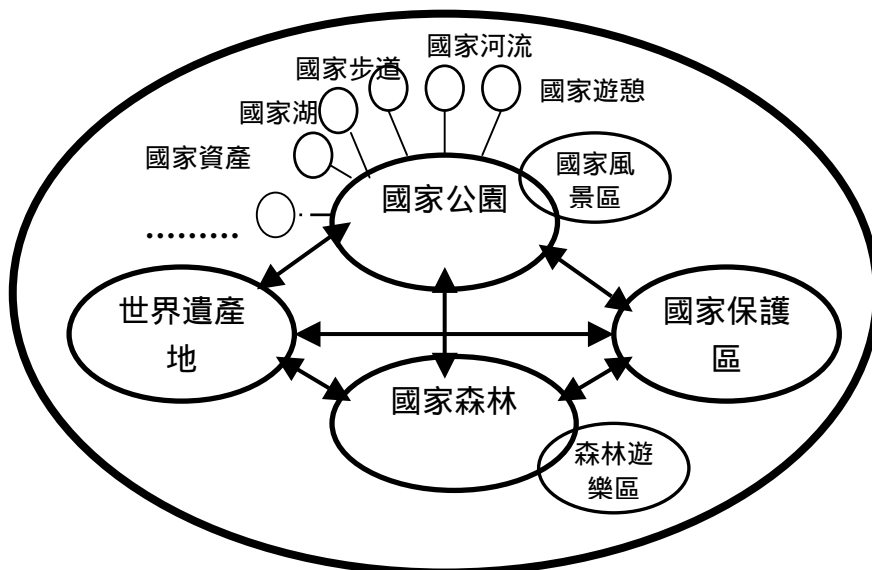 國家河流
國家步道
國家遊憩
國家湖
國家資產
國家風
景區
國家公園
………
世界遺產
地
國家保護
區
國家森林
森林遊
樂區